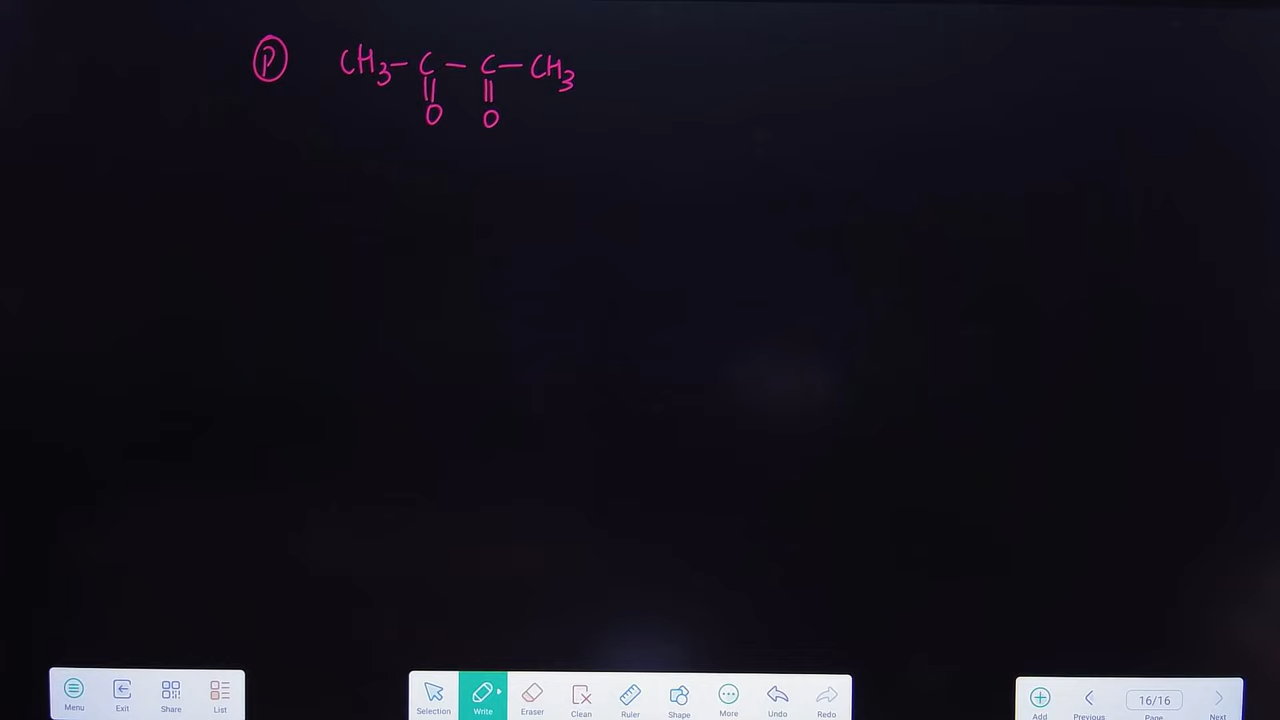 P CH3 – C – C – CH3
O O
Menu Exit Share List Selection Write Eraser Clean Ruler Shape More Undo Redo Add Previous Page Next
16/16